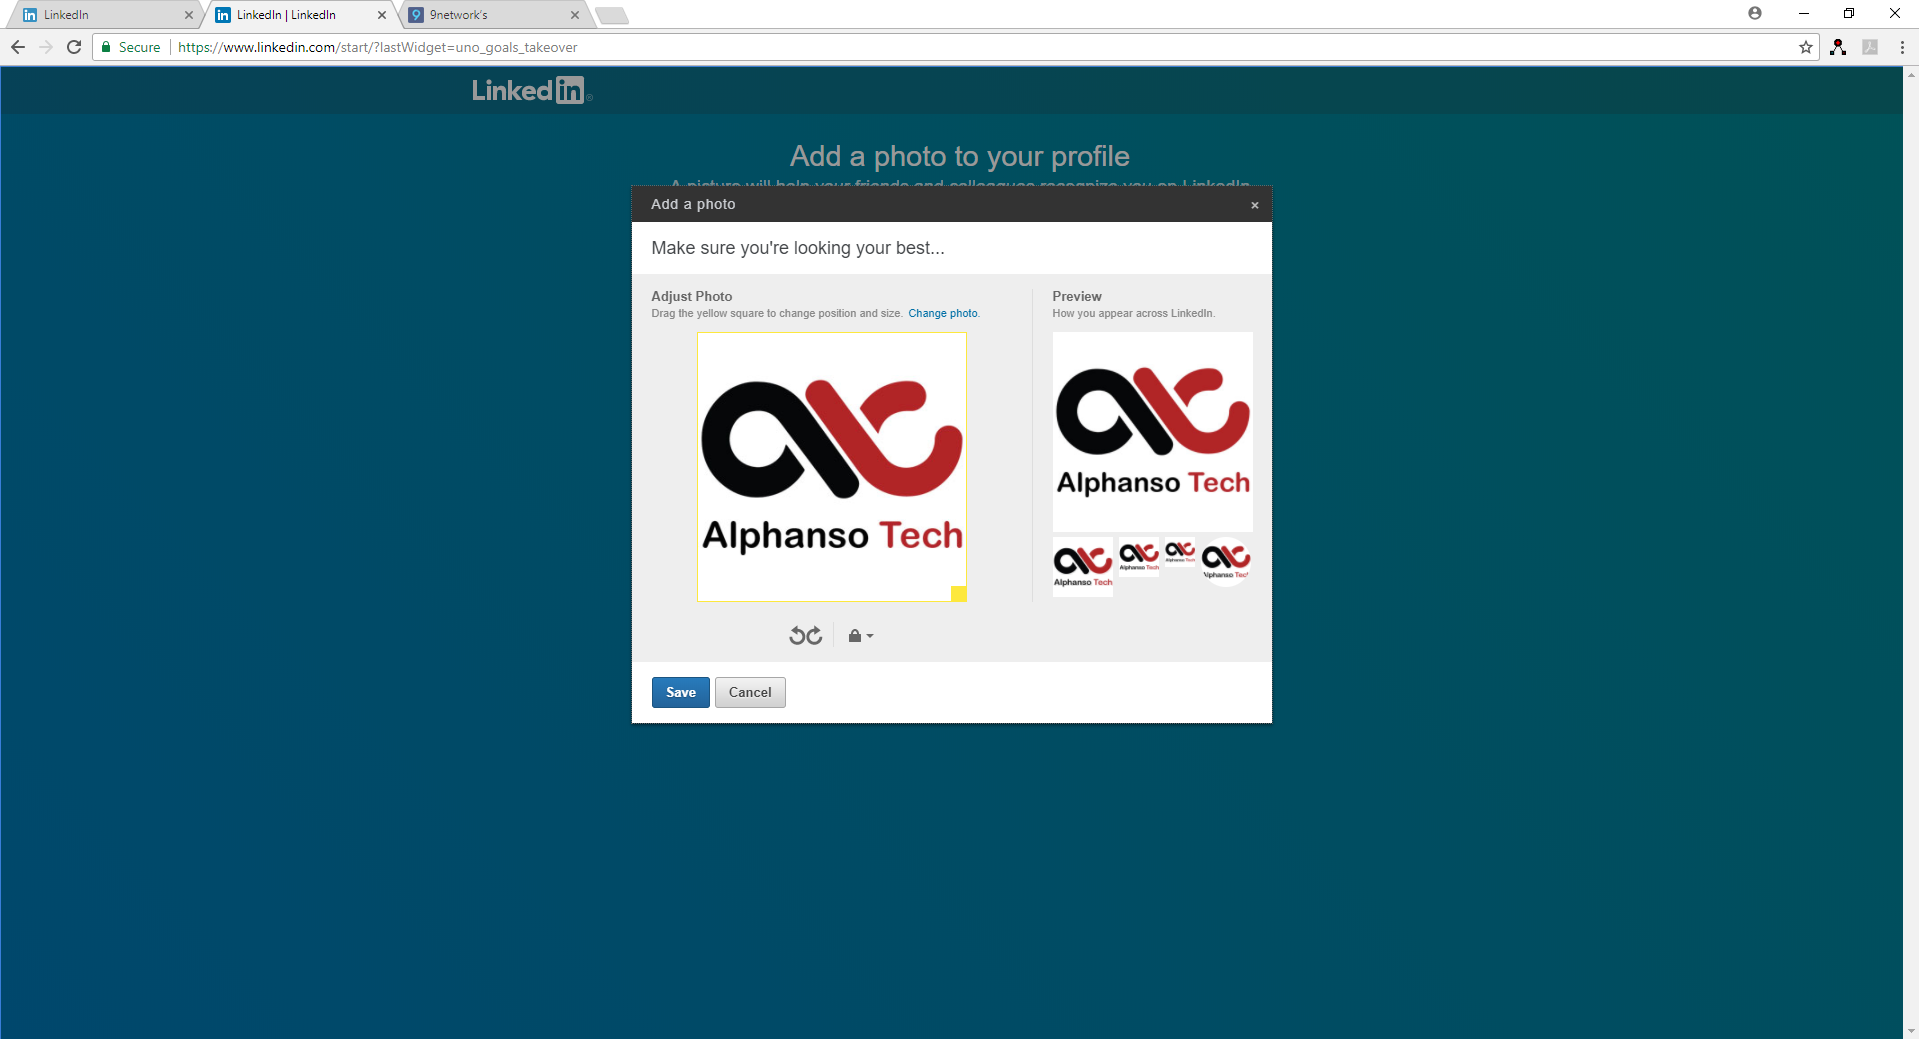 LinkedIn
LinkedIn | LinkedIn
9network's
Secure
https://www.linkedin.com/start/?lastWidget=uno_goals_takeover
Linked in
Add a photo to your profile
A picture will help your friends and colleagues recognize you on LinkedIn
Add a photo
Make sure you're looking your best...
Adjust Photo
Drag the yellow square to change position and size. Change photo.
Alphanso Tech
Preview
How you appear across LinkedIn.
Alphanso Tech
Alphanso Tech
Alphanso Tech
Alphanso Tech
Alphanso Tech
Save
Cancel